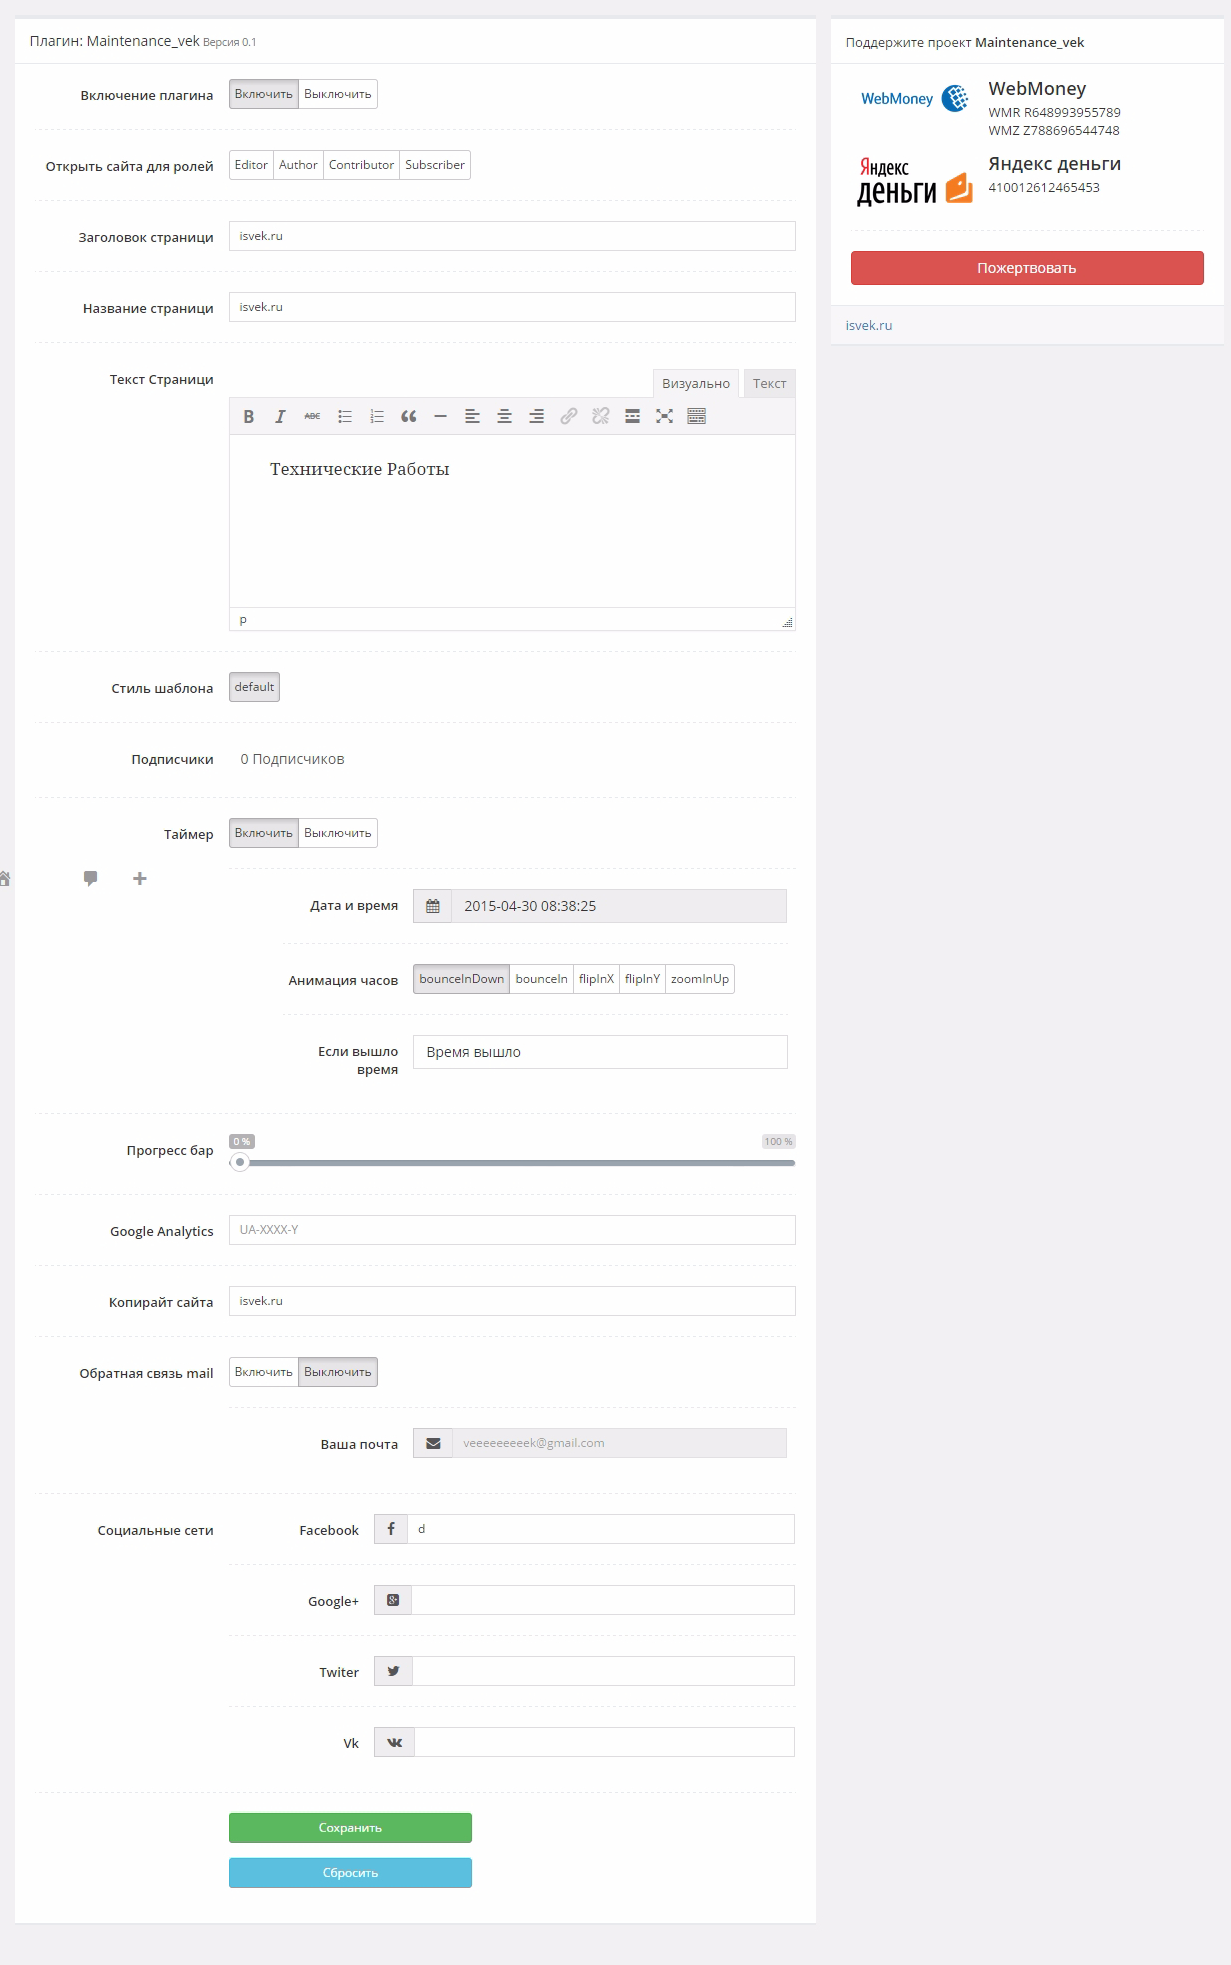 Плагин: Maintenance_vek Версия 0.1
Включение плагина
Включить Выключить
Открыть сайта для ролей
Editor Author Contributor Subscriber
Заголовок страници
isvek.ru
Название страници
isvek.ru
Текст Страници
Визуально Текст
B I ABC
Технические Работы
p
Стиль шаблона
default
Подписчики
0 Подписчиков
Таймер
Включить Выключить
Дата и время
2015-04-30 08:38:25
Анимация часов
bounceInDown bounceIn flipInX flipInY zoomInUp
Если вышло
время
Время вышло
Прогресс бар
0 % 100 %
Google Analytics
UA-XXXX-Y
Копирайт сайта
isvek.ru
Обратная связь mail
Включить Выключить
Ваша почта
veeeeeeeeek@gmail.com
Социальные сети
Facebook
d
Google+
Twiter
Vk
Сохранить
Сбросить
Поддержите проект Maintenance_vek
WebMoney
WebMoney
WMR R648993955789
WMZ Z788696544748
Яндекс
деньги
Яндекс деньги
410012612465453
Пожертвовать
isvek.ru